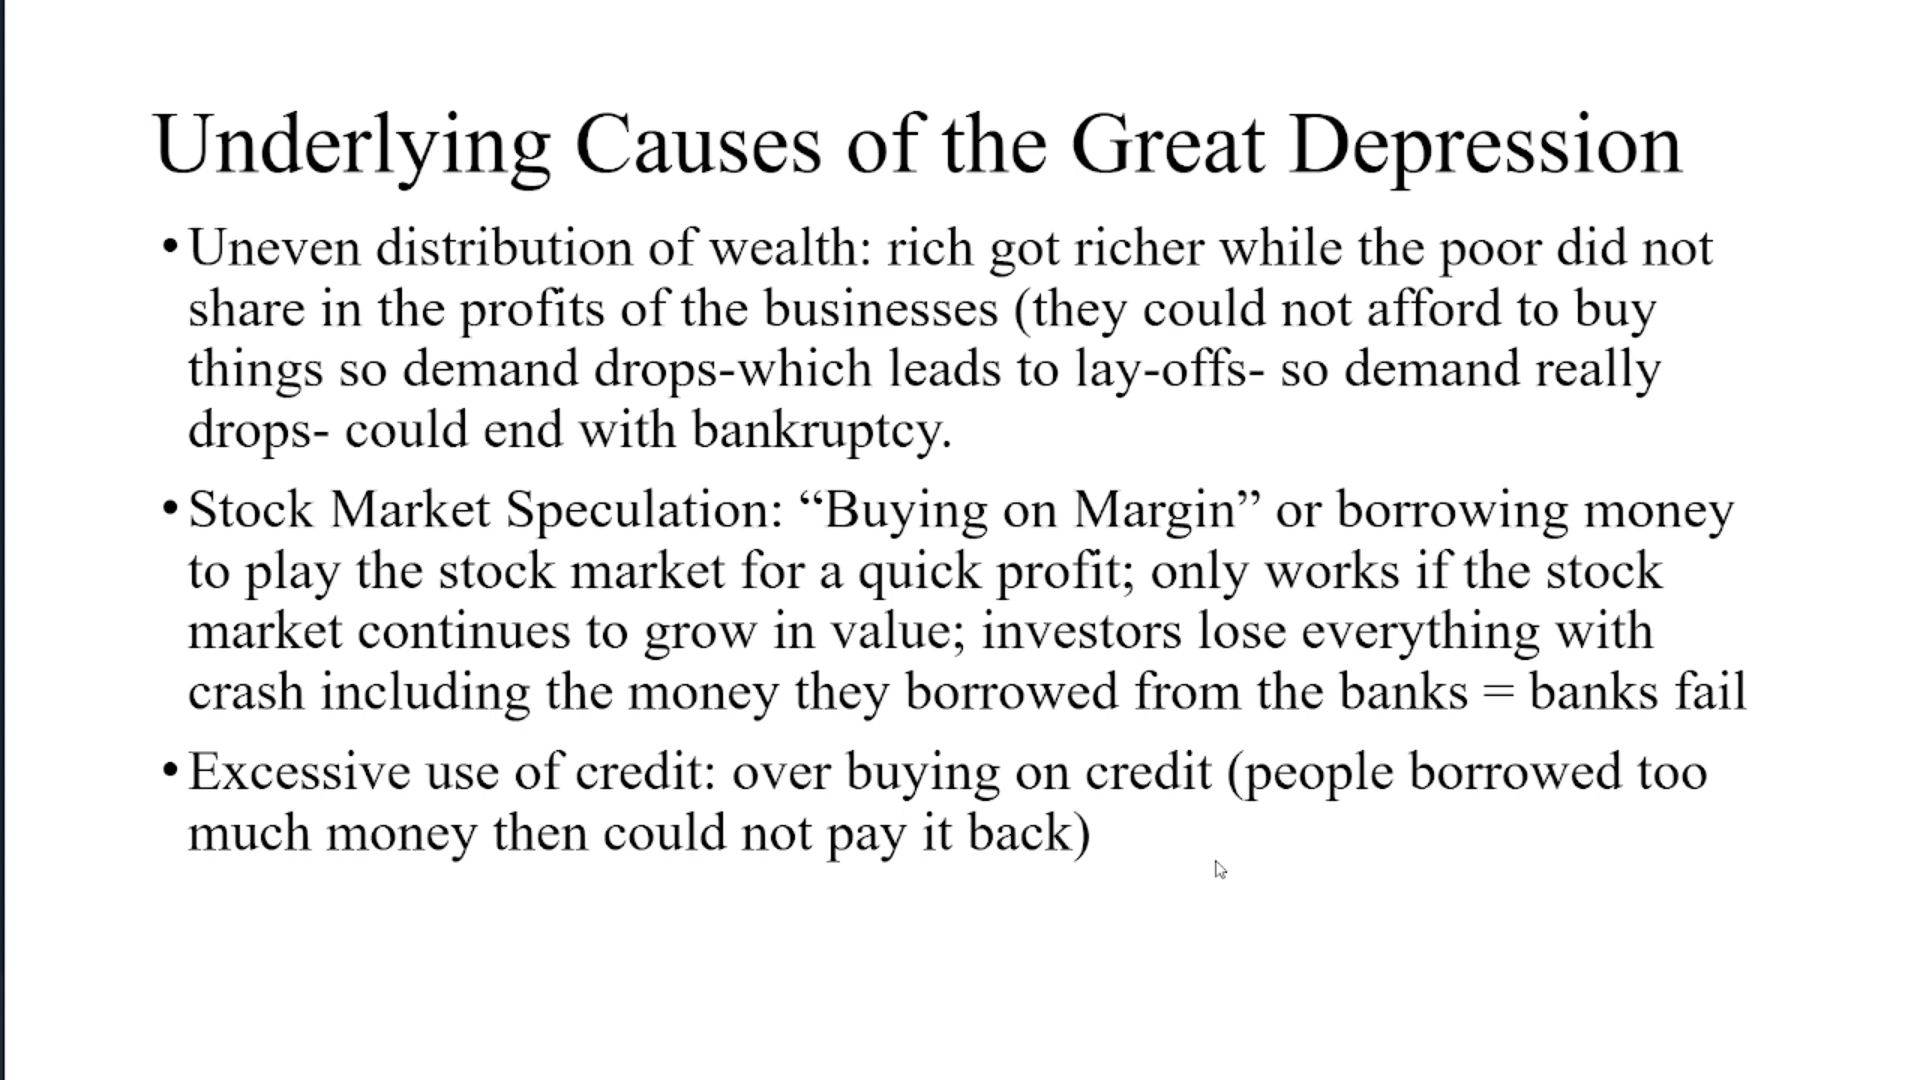 Underlying Causes of the Great Depression
•Uneven distribution of wealth: rich got richer while the poor did not
share in the profits of the businesses (they could not afford to buy
things so demand drops-which leads to lay-offs- so demand really
drops- could end with bankruptcy.
•Stock Market Speculation: “Buying on Margin” or borrowing money
to play the stock market for a quick profit; only works if the stock
market continues to grow in value; investors lose everything with
crash including the money they borrowed from the banks = banks fail
•Excessive use of credit: over buying on credit (people borrowed too
much money then could not pay it back)